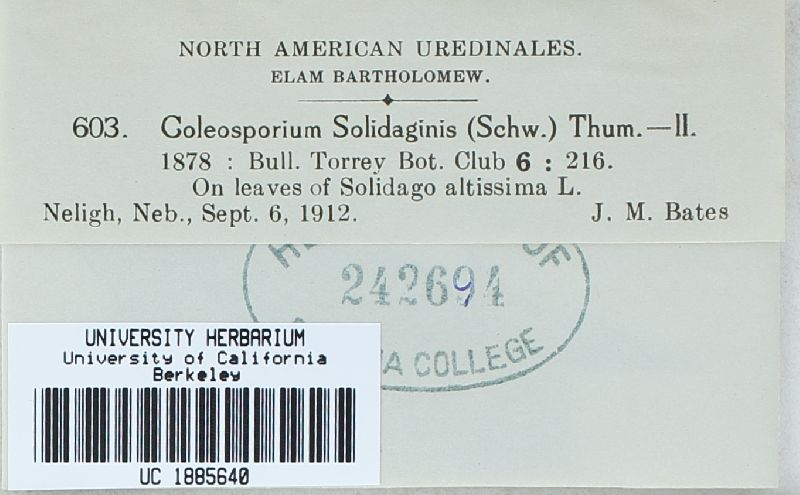 NORTH AMERICAN UREDINALES.
ELAM BARTHOLOMEW.
603. Coleosporium Solidaginis (Schw.) Thum.—II.
1878 : Bull. Torrey Bot. Club 6 : 216.
On leaves of Solidago altissima L.
Neligh, Neb., Sept. 6, 1912. J. M. Bates
OF
242694
COLLEGE
UNIVERSITY HERBARIUM
University of California
Berkeley
UC 1885640